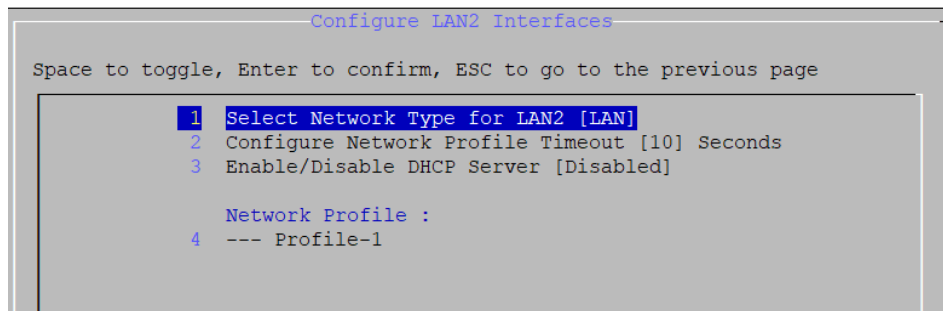 Configure LAN2 Interfaces
Space to toggle, Enter to confirm, ESC to go to the previous page
1 Select Network Type for LAN2 [LAN]
2 Configure Network Profile Timeout [10] Seconds
3 Enable/Disable DHCP Server [Disabled]
Network Profile :
4 --- Profile-1